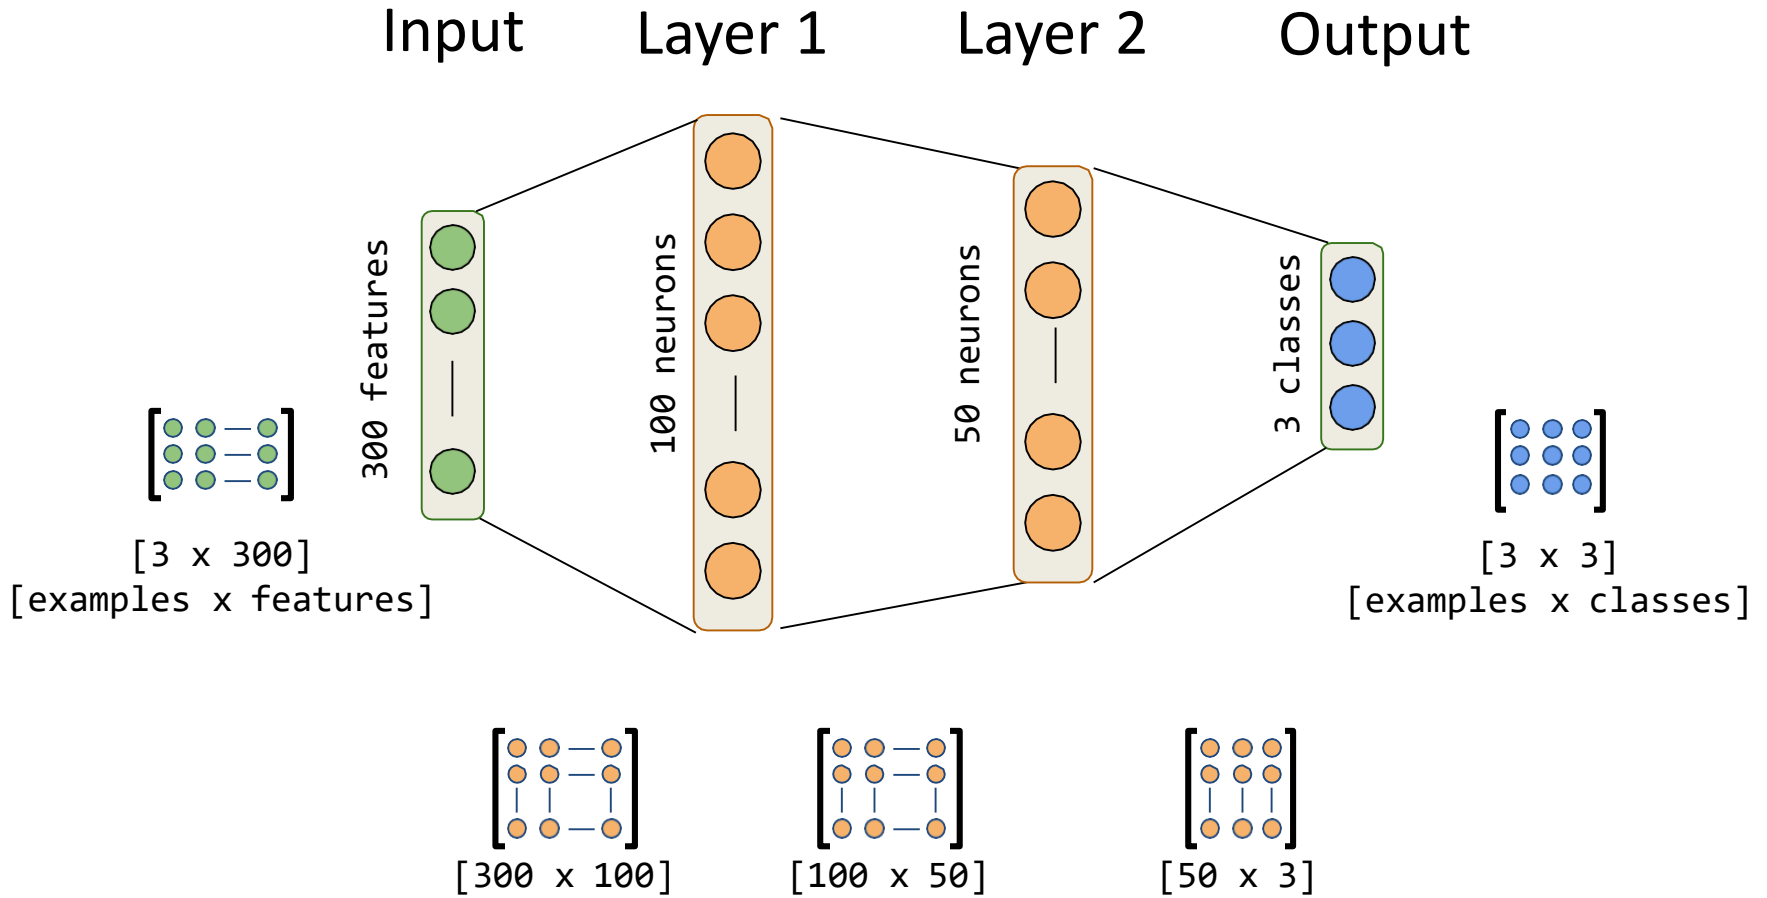 Input
Layer 1
Layer 2
Output
300 features
100 neurons
50 neurons
3 classes
[3 x 300]
[examples x features]
[3 x 3]
[examples x classes]
[300 x 100]
[100 x 50]
[50 x 3]